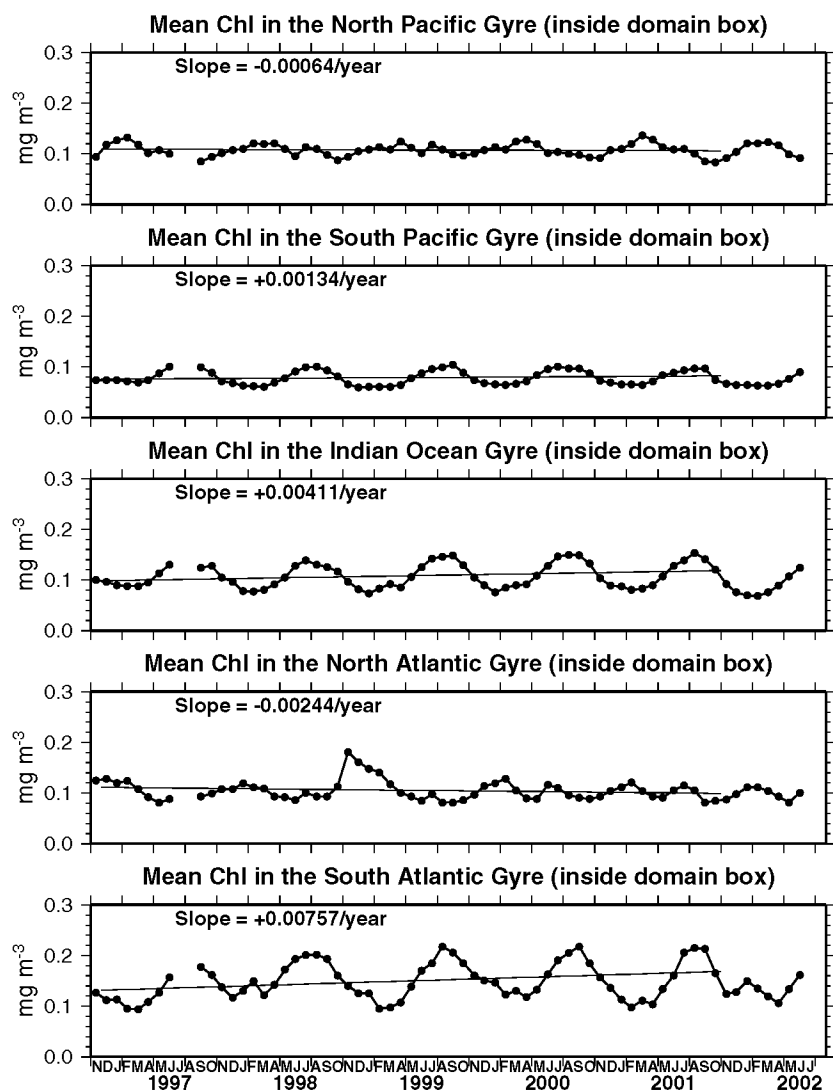 Mean Chl in the North Pacific Gyre (inside domain box)
0.3
Slope = -0.00064/year
0.2
mg m⁻³
0.1
0.0
Mean Chl in the South Pacific Gyre (inside domain box)
0.3
Slope = +0.00134/year
0.2
mg m⁻³
0.1
0.0
Mean Chl in the Indian Ocean Gyre (inside domain box)
0.3
Slope = +0.00411/year
0.2
mg m⁻³
0.1
0.0
Mean Chl in the North Atlantic Gyre (inside domain box)
0.3
Slope = -0.00244/year
0.2
mg m⁻³
0.1
0.0
Mean Chl in the South Atlantic Gyre (inside domain box)
0.3
Slope = +0.00757/year
0.2
mg m⁻³
0.1
0.0
NDJFMAMJJASONDJFMAMJJASONDJFMAMJJASONDJFMAMJJASONDJFMAMJJASONDJFMAMJJ
1997 1998 1999 2000 2001 2002